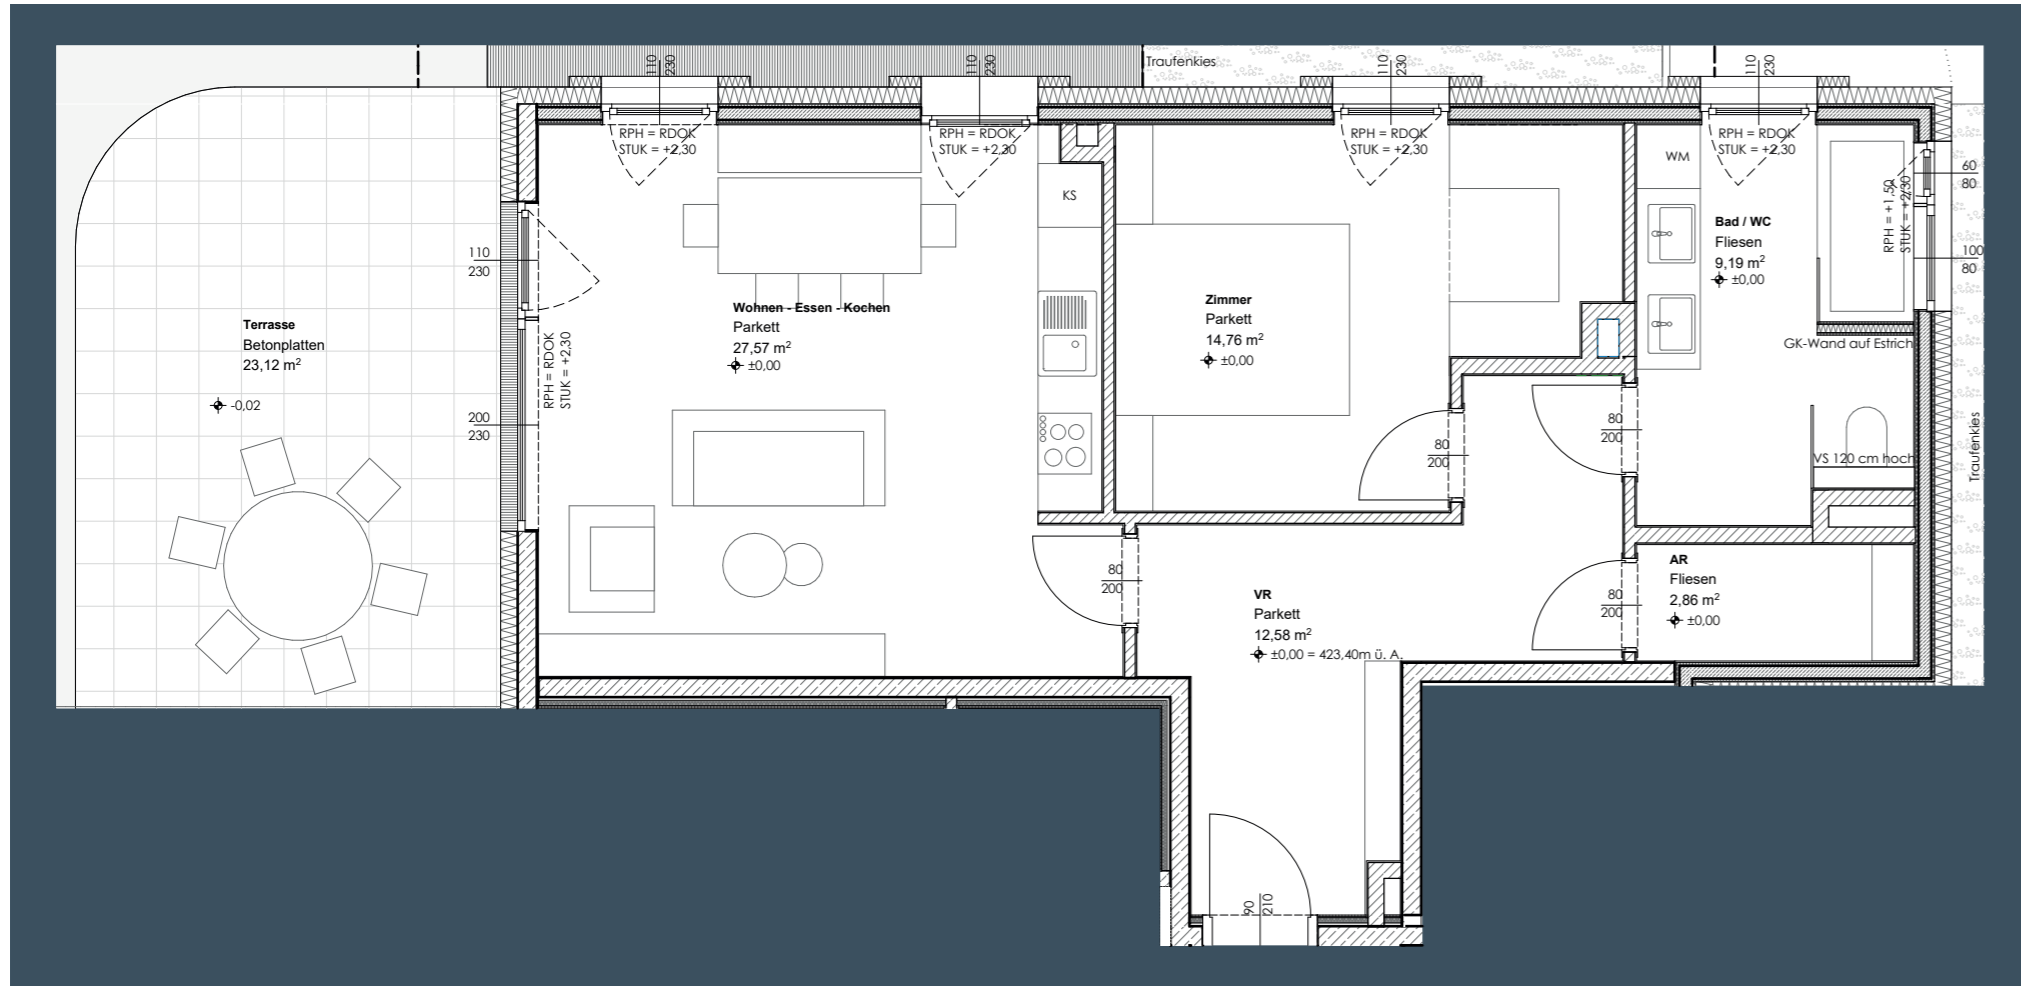 110
230
110
230
Traufenkies
110
230
110
230
RPH = RDOK
STUK = +2,30
RPH = RDOK
STUK = +2,30
RPH = RDOK
STUK = +2,30
RPH = RDOK
STUK = +2,30
WM
60
80
KS
RPH = +1,50
STUK = +2,30
Bad / WC
Fliesen
9,19 m²
±0,00
110
230
100
80
Wohnen - Essen - Kochen
Parkett
27,57 m²
±0,00
Zimmer
Parkett
14,76 m²
±0,00
Terrasse
Betonplatten
23,12 m²
-0,02
RPH = RDOK
STUK = +2,30
GK-Wand auf Estrich
200
230
80
200
80
200
VS 120 cm hoch
Traufenkies
80
200
VR
Parkett
12,58 m²
±0,00 = 423,40m ü. A.
80
200
AR
Fliesen
2,86 m²
±0,00
90
210